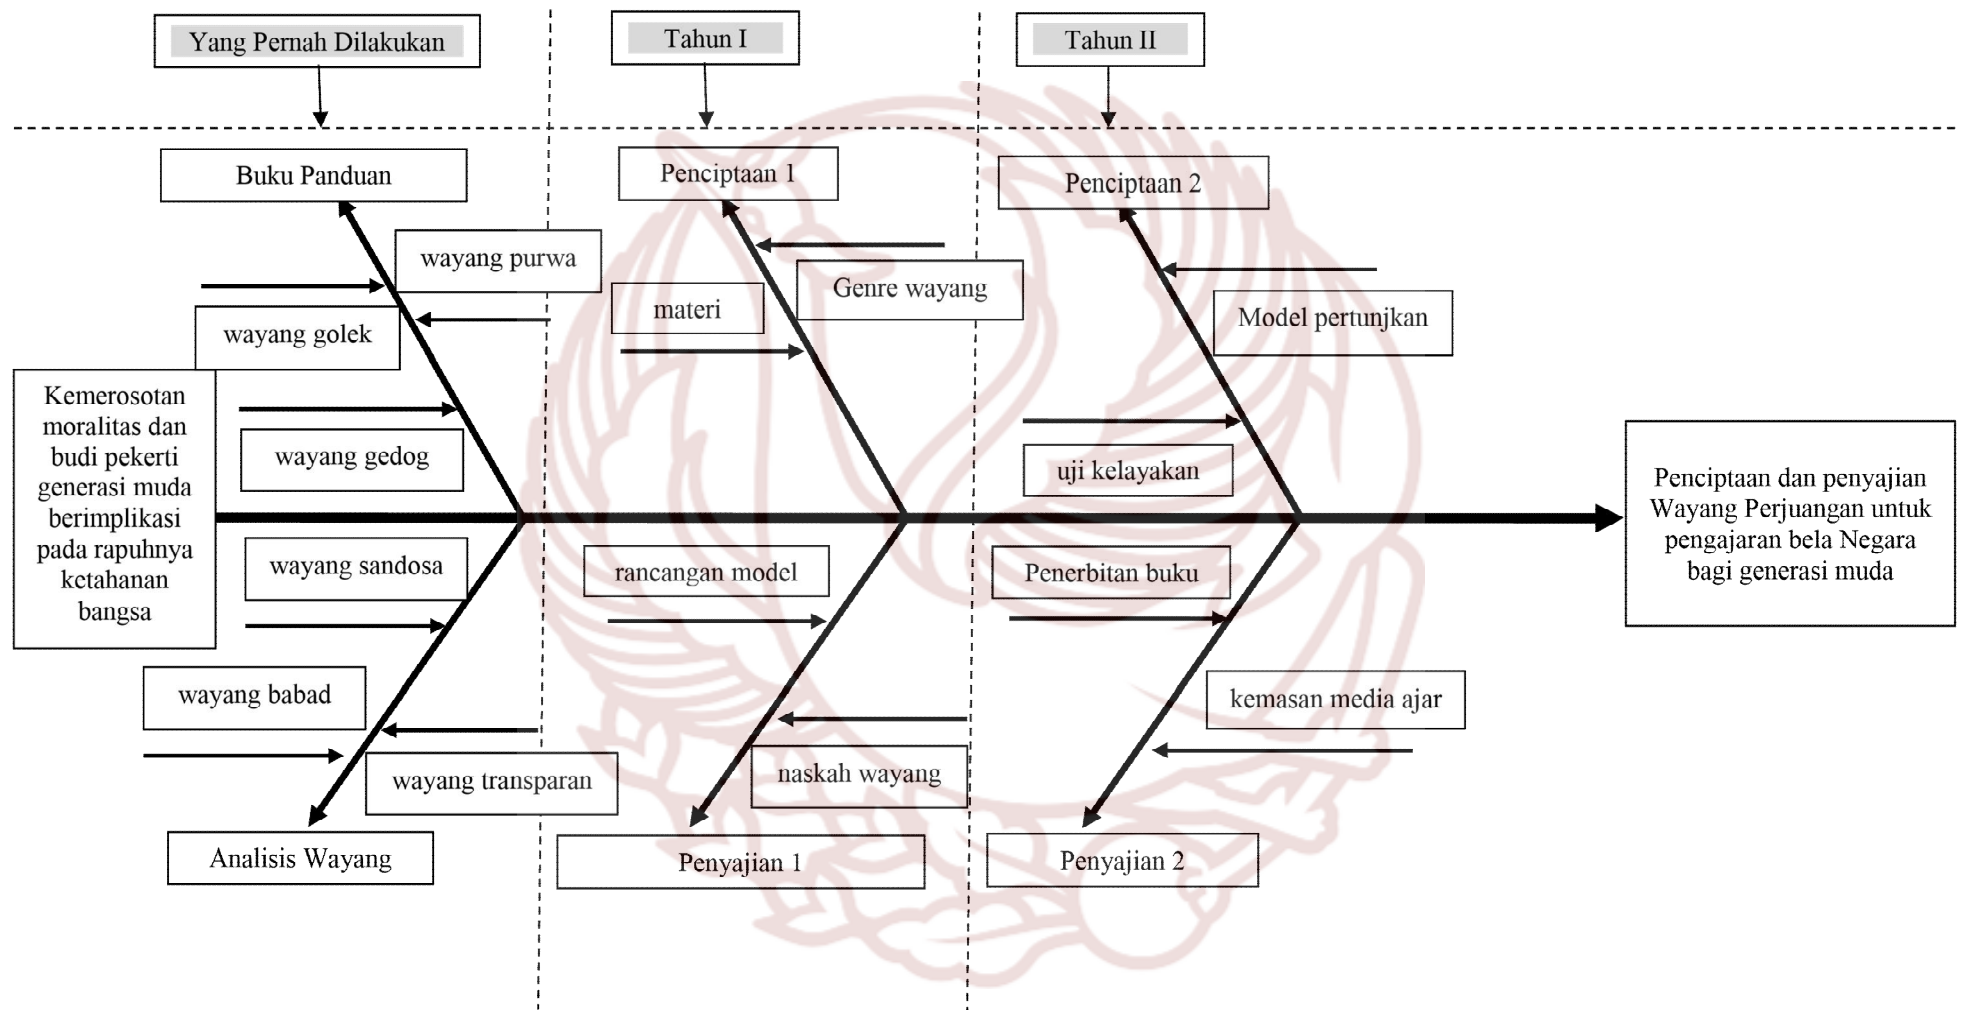 Yang Pernah Dilakukan
Tahun I
Tahun II
Buku Panduan
Penciptaan 1
Penciptaan 2
wayang purwa
Genre wayang
materi
Model pertunjkan
wayang golek
Kemerosotan
moralitas dan
budi pekerti
generasi muda
berimplikasi
pada rapuhnya
ketahanan
bangsa
wayang gedog
uji kelayakan
Penciptaan dan penyajian
Wayang Perjuangan untuk
pengajaran bela Negara
bagi generasi muda
wayang sandosa
rancangan model
Penerbitan buku
wayang babad
kemasan media ajar
wayang transparan
naskah wayang
Analisis Wayang
Penyajian 1
Penyajian 2